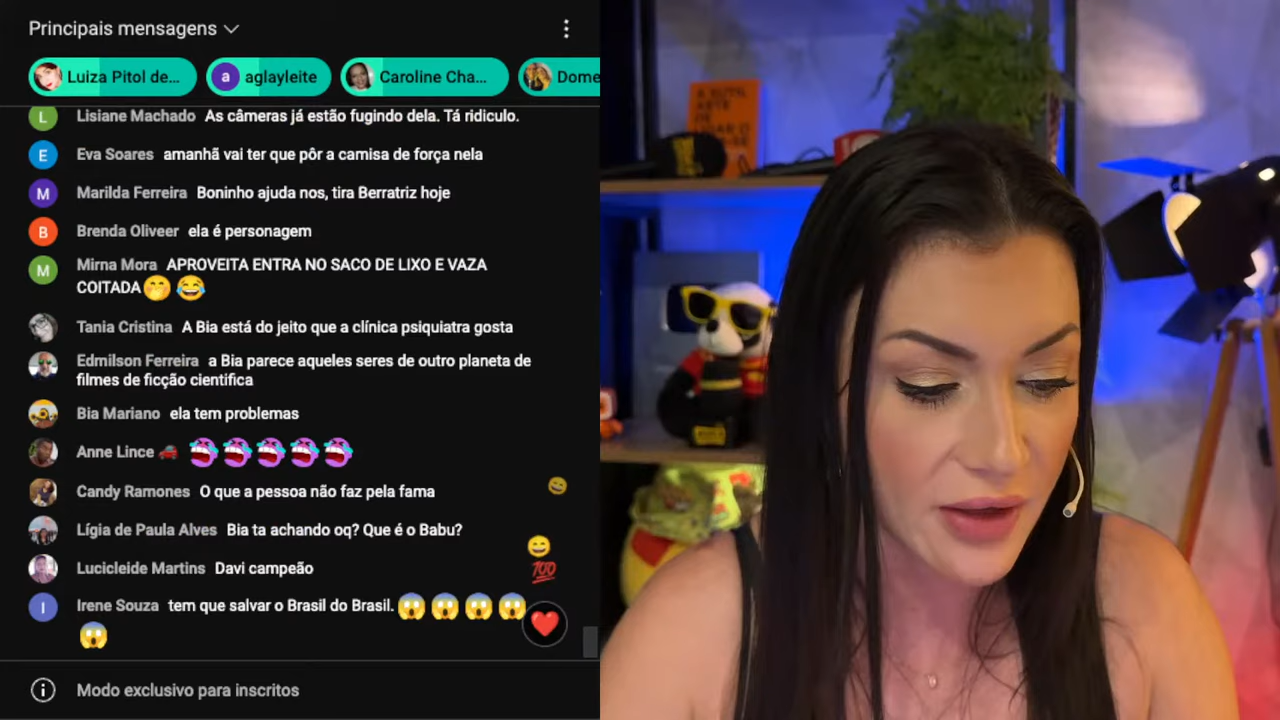 Principais mensagens
Luiza Pitol de...
a aglayleite
Caroline Cha...
Dome
L Lisiane Machado As câmeras já estão fugindo dela. Tá ridiculo.
E Eva Soares amanhã vai ter que pôr a camisa de força nela
M Marilda Ferreira Boninho ajuda nos, tira Berratriz hoje
B Brenda Oliveer ela é personagem
M Mirna Mora APROVEITA ENTRA NO SACO DE LIXO E VAZA
COITADA🤭 😂
Tania Cristina A Bia está do jeito que a clínica psiquiatra gosta
Edmilson Ferreira a Bia parece aqueles seres de outro planeta de
filmes de ficção cientifica
Bia Mariano ela tem problemas
Anne Lince 🚗
Candy Ramones O que a pessoa não faz pela fama
Lígia de Paula Alves Bia ta achando oq? Que é o Babu?
Lucicleide Martins Davi campeão
💯
I Irene Souza tem que salvar o Brasil do Brasil. 😱 😱 😱 😱
😱
Modo exclusivo para inscritos
A SUTIL
ARTE
DE